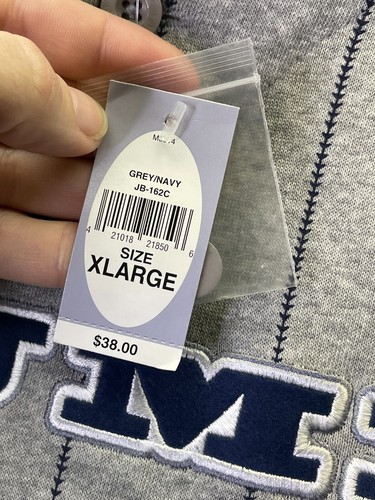 GREY/NAVY
JB-162C
4 21018 21850 6
SIZE
XLARGE
$38.00
M